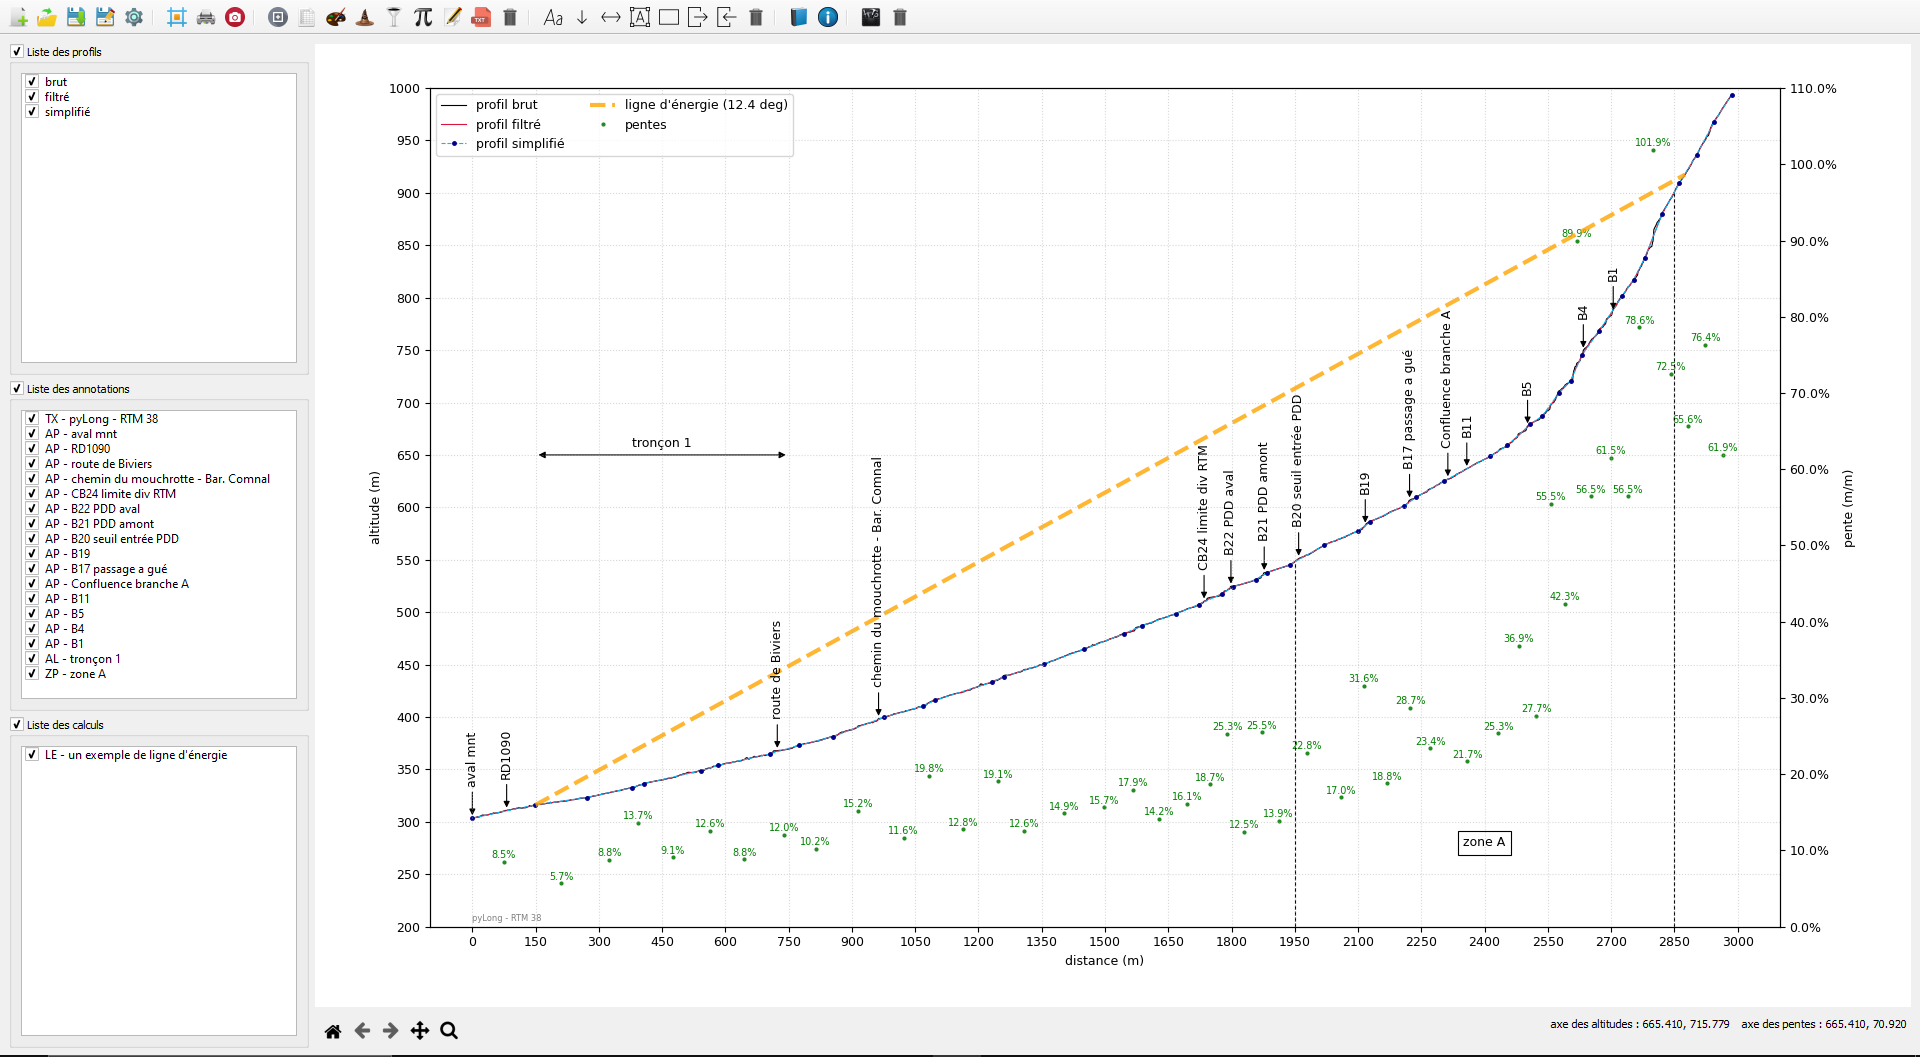 Aa
A
TXT
Liste des profils
brut
filtré
simplifié
Liste des annotations
TX - pyLong - RTM 38
AP - aval mnt
AP - RD1090
AP - route de Biviers
AP - chemin du mouchrotte - Bar. Comnal
AP - CB24 limite div RTM
AP - B22 PDD aval
AP - B21 PDD amont
AP - B20 seuil entrée PDD
AP - B19
AP - B17 passage a gué
AP - Confluence branche A
AP - B11
AP - B5
AP - B4
AP - B1
AL - tronçon 1
ZP - zone A
Liste des calculs
LE - un exemple de ligne d'énergie
profil brut
profil filtré
profil simplifié
ligne d'énergie (12.4 deg)
pentes
altitude (m)
1000
950
900
850
800
750
700
650
600
550
500
450
400
350
300
250
200
tronçon 1
aval mnt
RD1090
route de Biviers
chemin du mouchrotte - Bar. Comnal
CB24 limite div RTM
B22 PDD aval
B21 PDD amont
B20 seuil entrée PDD
B19
B17 passage a gué
Confluence branche A
B11
B5
B4
B1
8.5%
5.7%
8.8%
13.7%
9.1%
12.6%
8.8%
12.0%
10.2%
15.2%
11.6%
19.8%
12.8%
19.1%
12.6%
14.9%
15.7%
17.9%
14.2%
16.1%
18.7%
25.3%
12.5%
25.5%
13.9%
22.8%
17.0%
31.6%
18.8%
28.7%
23.4%
21.7%
25.3%
36.9%
27.7%
55.5%
42.3%
89.9%
56.5%
61.5%
56.5%
78.6%
101.9%
72.5%
65.6%
76.4%
61.9%
zone A
pyLong - RTM 38
0 150 300 450 600 750 900 1050 1200 1350 1500 1650 1800 1950 2100 2250 2400 2550 2700 2850 3000
distance (m)
110.0%
100.0%
90.0%
80.0%
70.0%
60.0%
50.0%
40.0%
30.0%
20.0%
10.0%
0.0%
pente (m/m)
axe des altitudes : 665.410, 715.779 axe des pentes : 665.410, 70.920